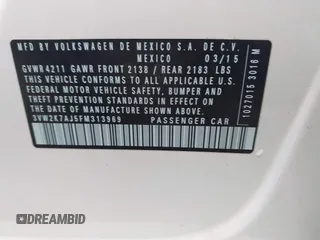 MFD BY VOLKSWAGEN DE MEXICO S.A. DE C.V.
MEXICO 03/15
GVWR 4211 GAWR FRONT 2138 / REAR 2183 LBS
THIS VEHICLE CONFORMS TO ALL APPLICABLE U.S.
FEDERAL MOTOR VEHICLE SAFETY, BUMPER AND
THEFT PREVENTION STANDARDS IN EFFECT ON THE DATE
OF MANUFACTURE SHOWN ABOVE.
3VW2K7AJ5FM313969 PASSENGER CAR
1027015 3016 M
DREAMBID